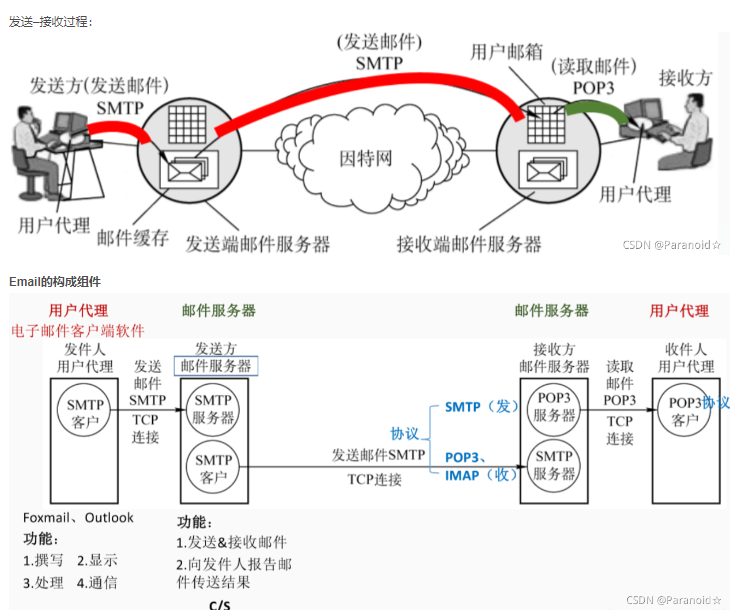 发送–接收过程：
(发送邮件)
SMTP
用户邮箱
(读取邮件)
POP3
接收方
发送方(发送邮件)
SMTP
因特网
用户代理
邮件缓存
发送端邮件服务器
接收端邮件服务器
用户代理
CSDN @Paranoid☆
Email的构成组件
用户代理
邮件服务器
邮件服务器
用户代理
电子邮件客户端软件
发件人
用户代理
发送
邮件
SMTP
TCP
连接
发送方
邮件服务器
接收方
邮件服务器
读取
邮件
POP3
TCP
连接
收件人
用户代理
SMTP
客户
SMTP
服务器
SMTP
客户
协议
SMTP（发）
POP3、
IMAP（收）
发送邮件SMTP
TCP连接
POP3
服务器
SMTP
服务器
POP3
客户
协议
Foxmail、Outlook
功能：
1.撰写 2.显示
3.处理 4.通信
功能：
1.发送&接收邮件
2.向发件人报告邮
件传送结果
C/S
CSDN @Paranoid☆